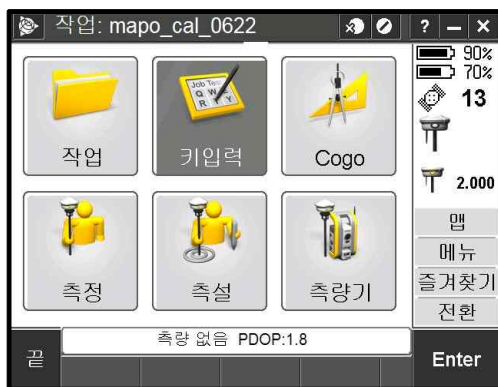 작업: mapo_cal_0622
? – X
90%
70%
13
작업
키입력
Cogo
2.000
측정
측설
측량기
맵
메뉴
즐겨찾기
전환
끝
측량 없음 PDOP:1.8
Enter